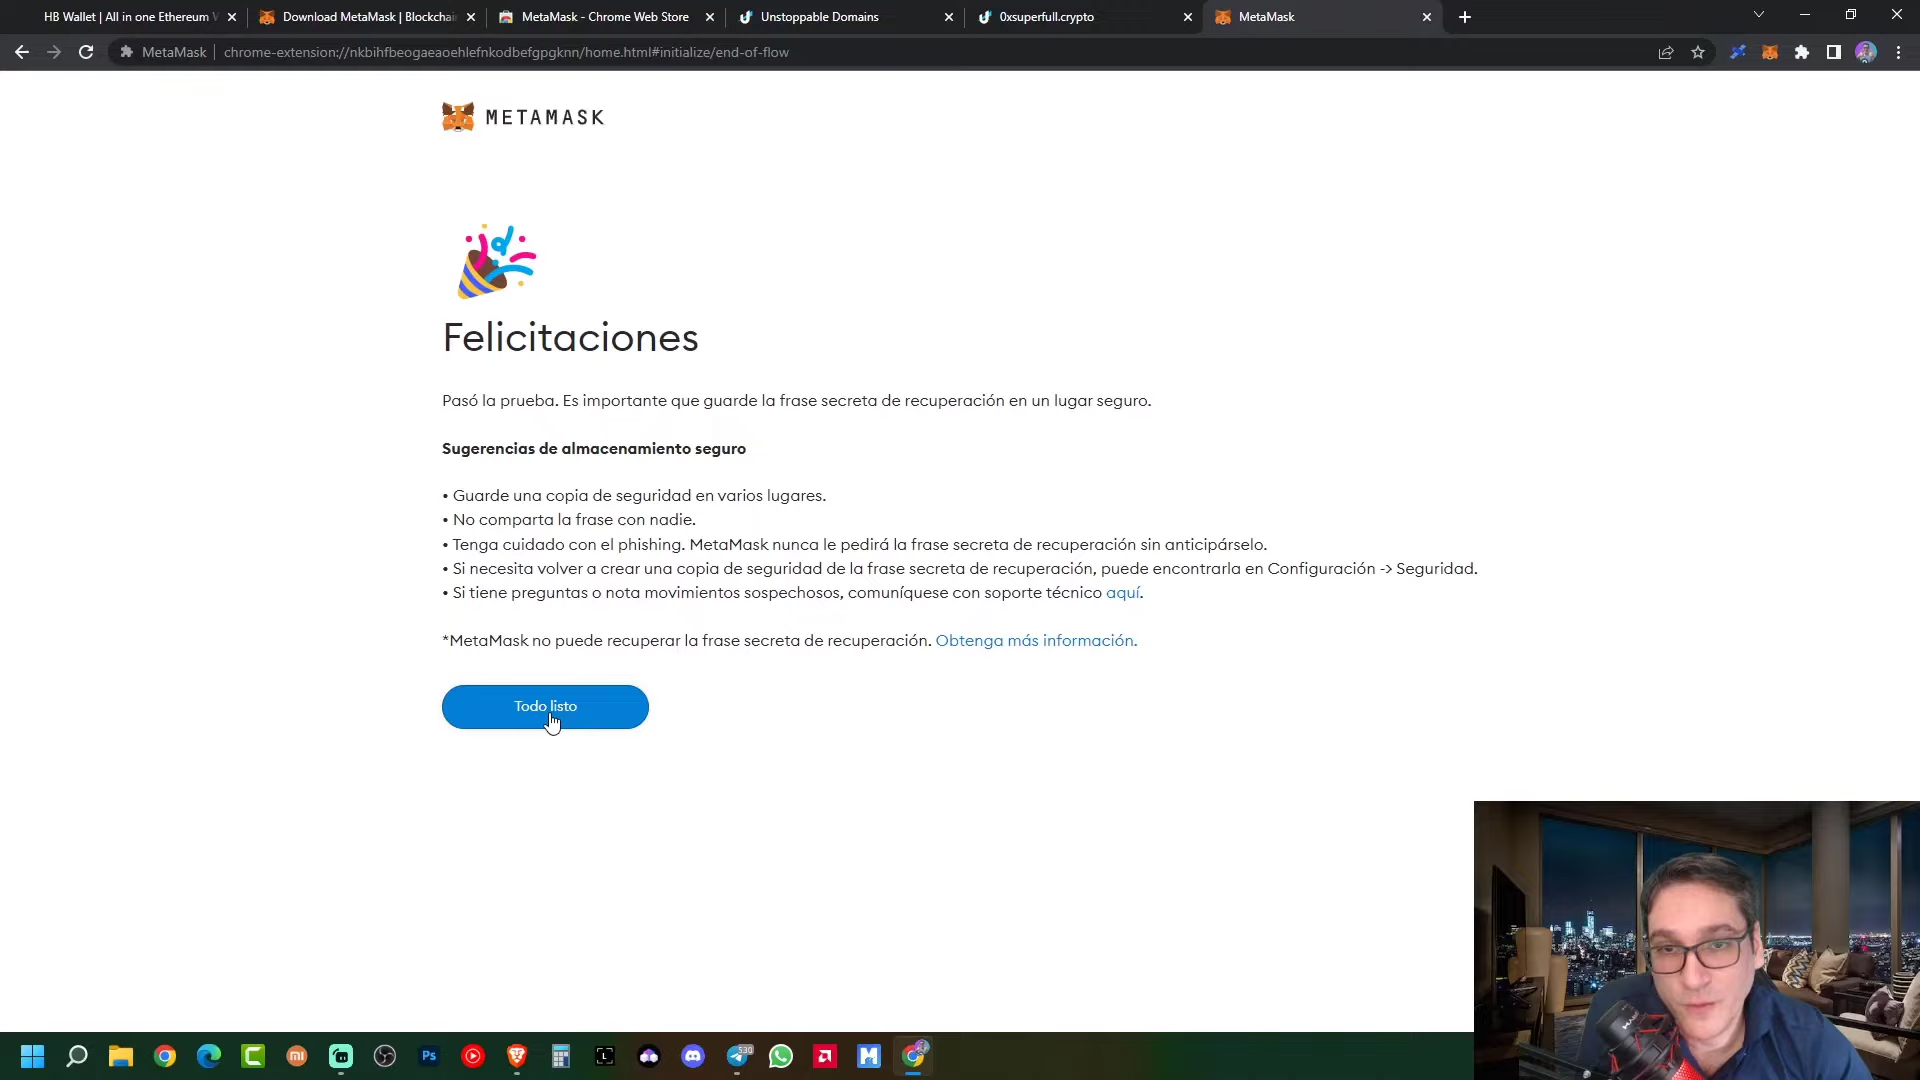 HB Wallet | All in one Ethereum W
Download MetaMask | Blockchain
MetaMask - Chrome Web Store
Unstoppable Domains
0xsuperfull.crypto
MetaMask
MetaMask
chrome-extension://nkbihfbeogaeaoehlefnkodbefgpgknn/home.html#initialize/end-of-flow
METAMASK
Felicitaciones
Pasó la prueba. Es importante que guarde la frase secreta de recuperación en un lugar seguro.
Sugerencias de almacenamiento seguro
• Guarde una copia de seguridad en varios lugares.
• No comparta la frase con nadie.
• Tenga cuidado con el phishing. MetaMask nunca le pedirá la frase secreta de recuperación sin anticipárselo.
• Si necesita volver a crear una copia de seguridad de la frase secreta de recuperación, puede encontrarla en Configuración -> Seguridad.
• Si tiene preguntas o nota movimientos sospechosos, comuníquese con soporte técnico aquí.
*MetaMask no puede recuperar la frase secreta de recuperación. Obtenga más información.
Todo listo
Ps
530